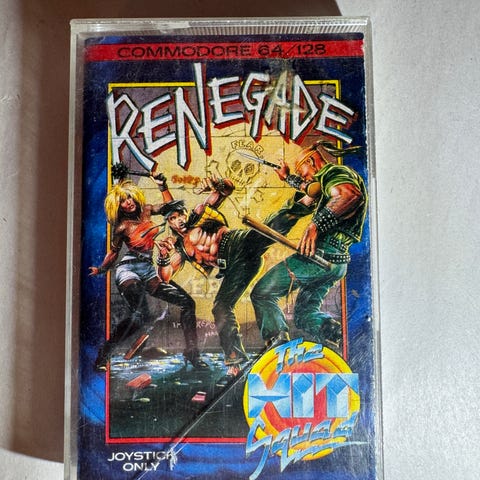 COMMODORE 64/128
RENEGADE
FEAR
The
HIT
Squad
JOYSTICK
ONLY